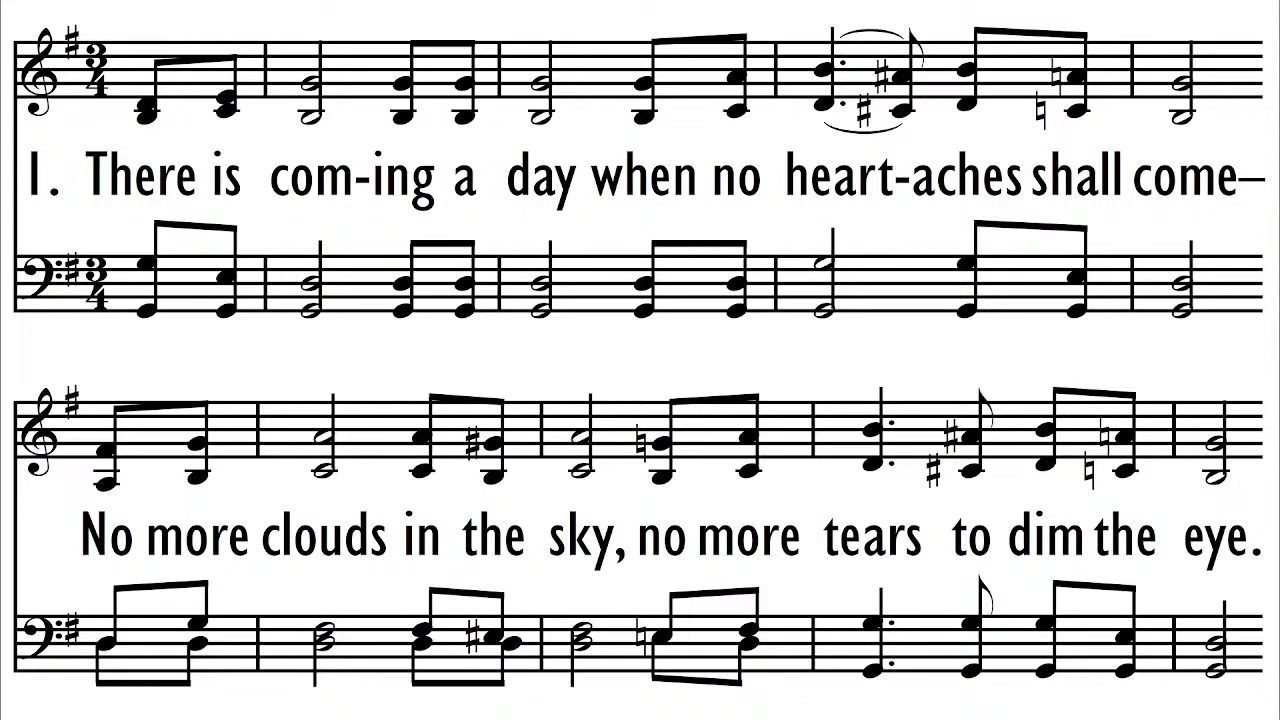 1. There is com-ing a day when no heart-aches shall come–
No more clouds in the sky, no more tears to dim the eye.